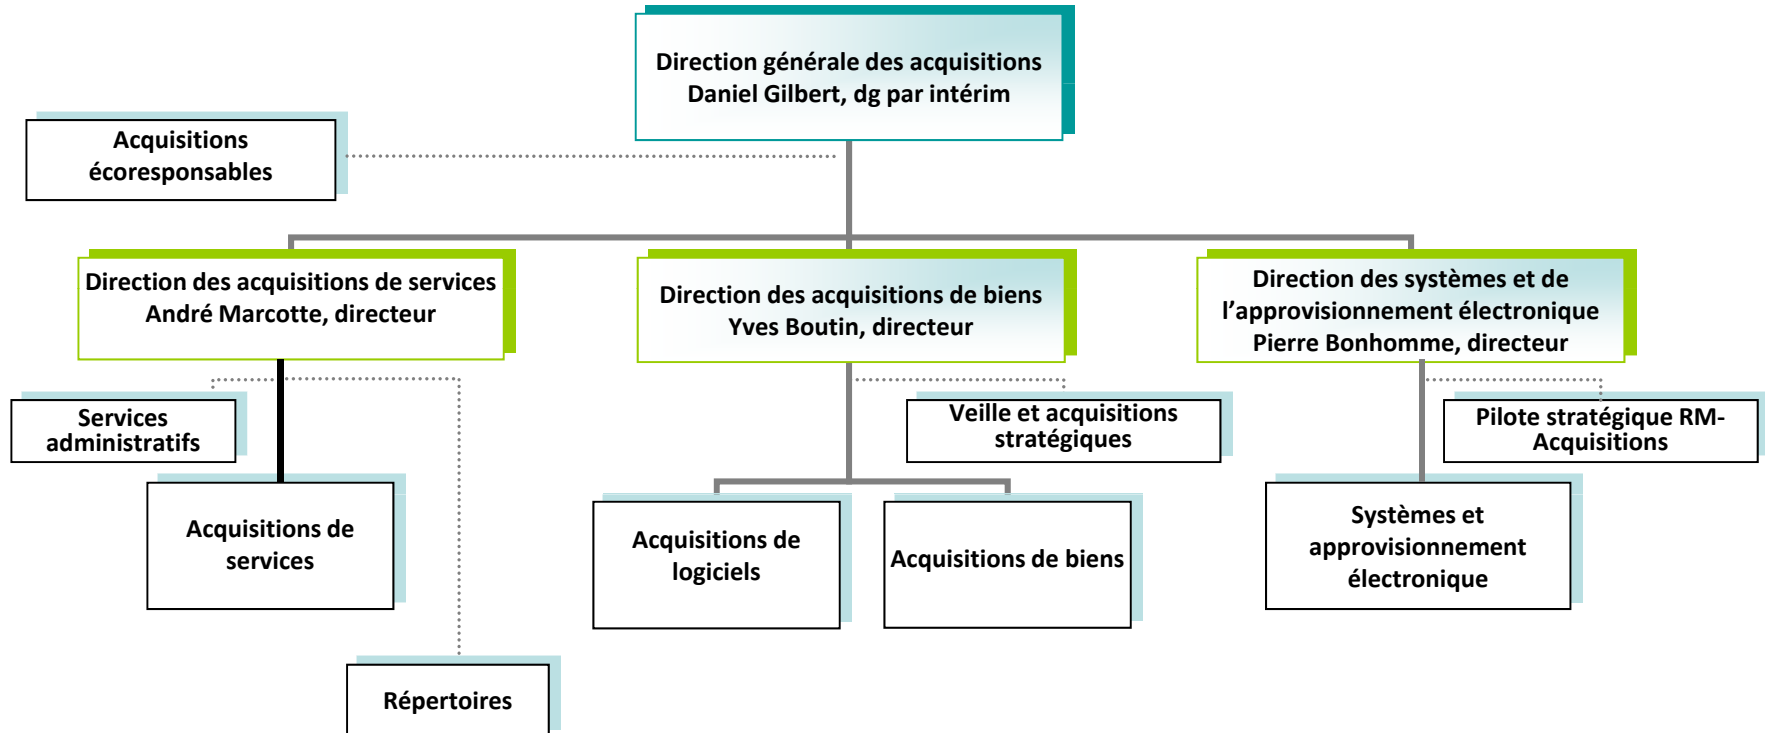 Direction générale des acquisitions
Daniel Gilbert, dg par intérim
Acquisitions
écoresponsables
Direction des acquisitions de services
André Marcotte, directeur
Direction des acquisitions de biens
Yves Boutin, directeur
Direction des systèmes et de
l’approvisionnement électronique
Pierre Bonhomme, directeur
Services
administratifs
Veille et acquisitions
stratégiques
Pilote stratégique RM-
Acquisitions
Acquisitions de
services
Acquisitions de
logiciels
Acquisitions de biens
Systèmes et
approvisionnement
électronique
Répertoires